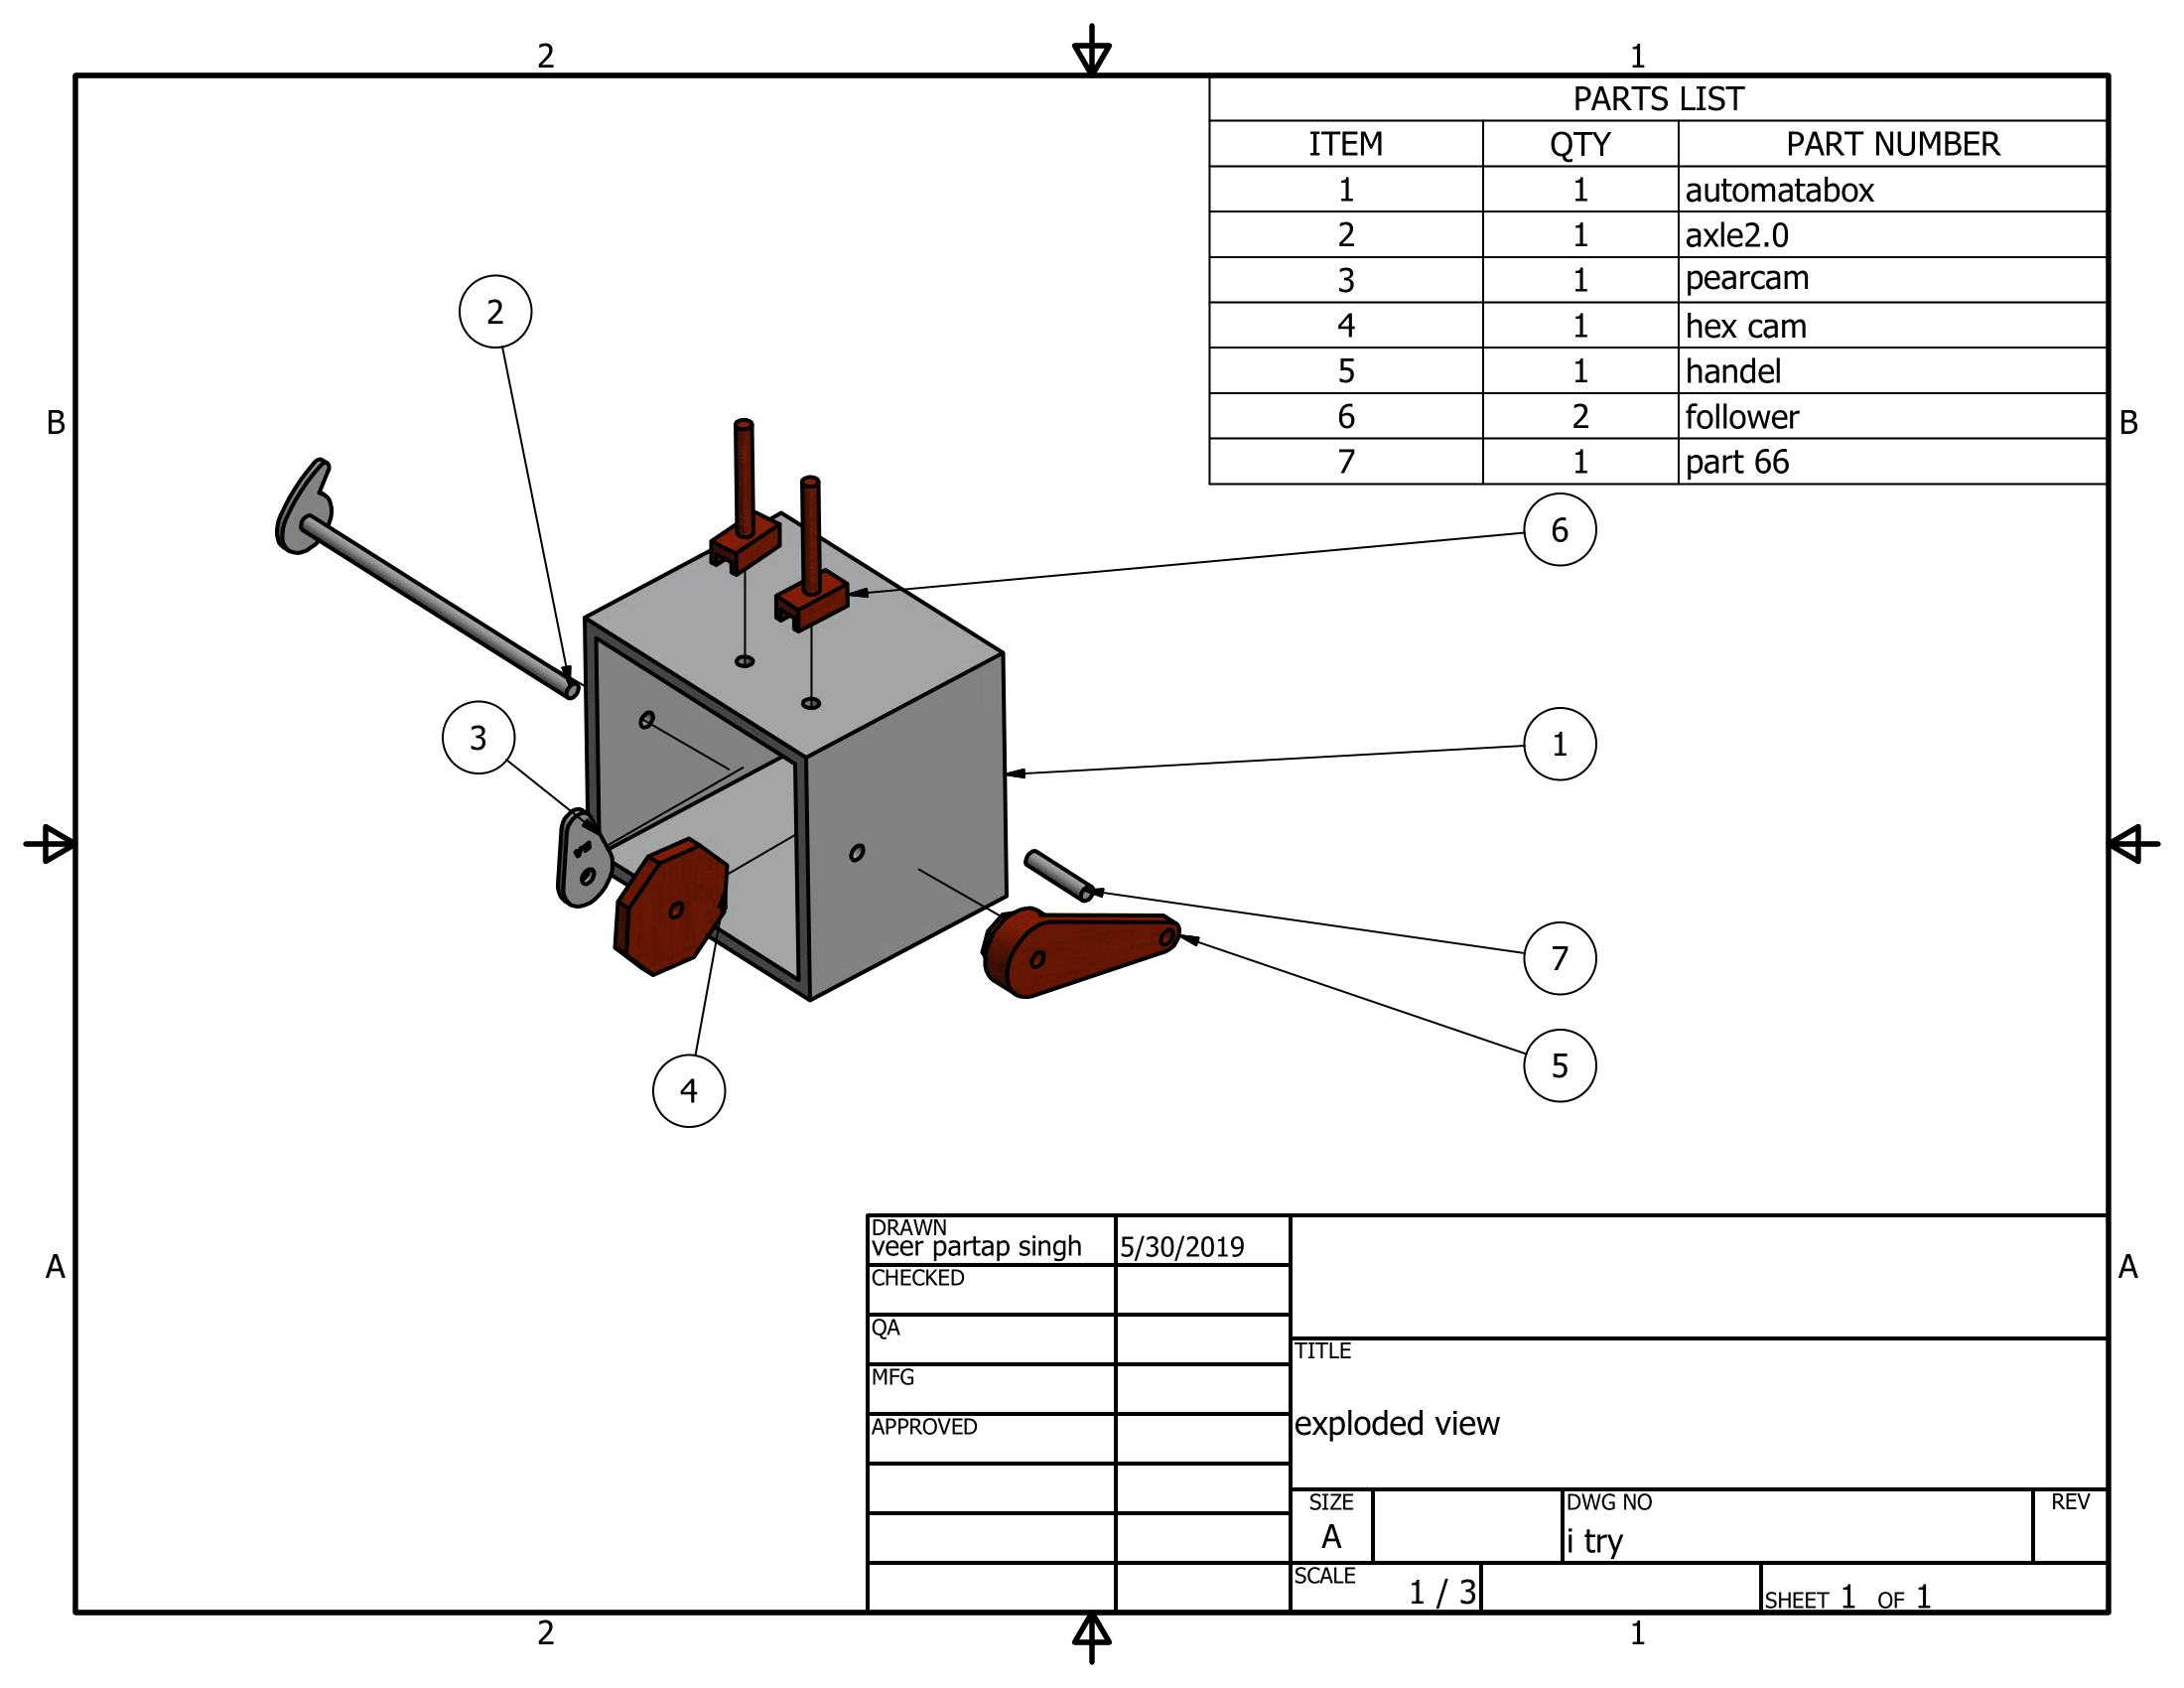 2 1
PARTS LIST
ITEM QTY PART NUMBER
1 1 automatabox
2 1 axle2.0
3 1 pearcam
4 1 hex cam
5 1 handel
6 2 follower
7 1 part 66
2
B B
6
3
1
7
5
4
A A
DRAWN
veer partap singh 5/30/2019
CHECKED
QA
MFG
APPROVED
TITLE
exploded view
SIZE
A
DWG NO
i try
REV
SCALE
1 / 3
SHEET 1 OF 1
2 1